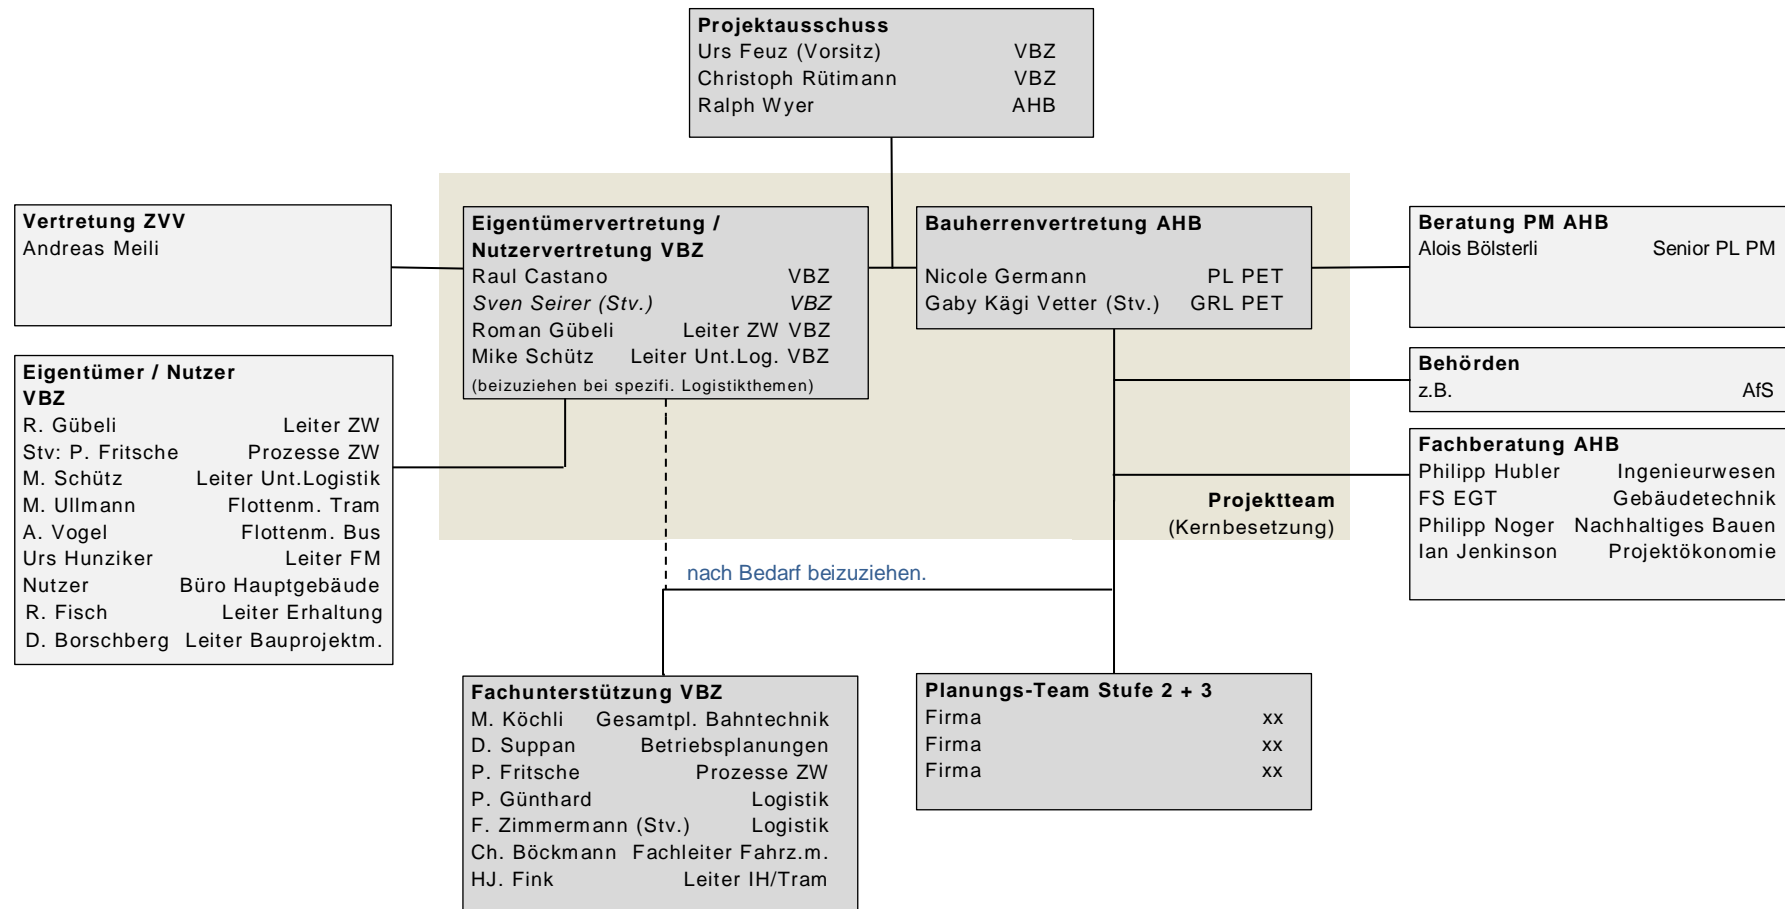 Projektausschuss
Urs Feuz (Vorsitz) VBZ
Christoph Rütimann VBZ
Ralph Wyer AHB
Vertretung ZVV
Andreas Meili
Eigentümervertretung /
Nutzervertretung VBZ
Raul Castano VBZ
Sven Seirer (Stv.) VBZ
Roman Gübeli Leiter ZW VBZ
Mike Schütz Leiter Unt.Log. VBZ
(beizuziehen bei spezifi. Logistikthemen)
Bauherrenvertretung AHB
Nicole Germann PL PET
Gaby Kägi Vetter (Stv.) GRL PET
Beratung PM AHB
Alois Bölsterli Senior PL PM
Eigentümer / Nutzer
VBZ
R. Gübeli Leiter ZW
Stv: P. Fritsche Prozesse ZW
M. Schütz Leiter Unt.Logistik
M. Ullmann Flottenm. Tram
A. Vogel Flottenm. Bus
Urs Hunziker Leiter FM
Nutzer Büro Hauptgebäude
R. Fisch Leiter Erhaltung
D. Borschberg Leiter Bauprojektm.
Behörden
z.B. AfS
Fachberatung AHB
Philipp Hubler Ingenieurwesen
FS EGT Gebäudetechnik
Philipp Noger Nachhaltiges Bauen
Ian Jenkinson Projektökonomie
Projektteam
(Kernbesetzung)
nach Bedarf beizuziehen.
Fachunterstützung VBZ
M. Köchli Gesamtpl. Bahntechnik
D. Suppan Betriebsplanungen
P. Fritsche Prozesse ZW
P. Günthard Logistik
F. Zimmermann (Stv.) Logistik
Ch. Böckmann Fachleiter Fahrz.m.
HJ. Fink Leiter IH/Tram
Planungs-Team Stufe 2 + 3
Firma xx
Firma xx
Firma xx